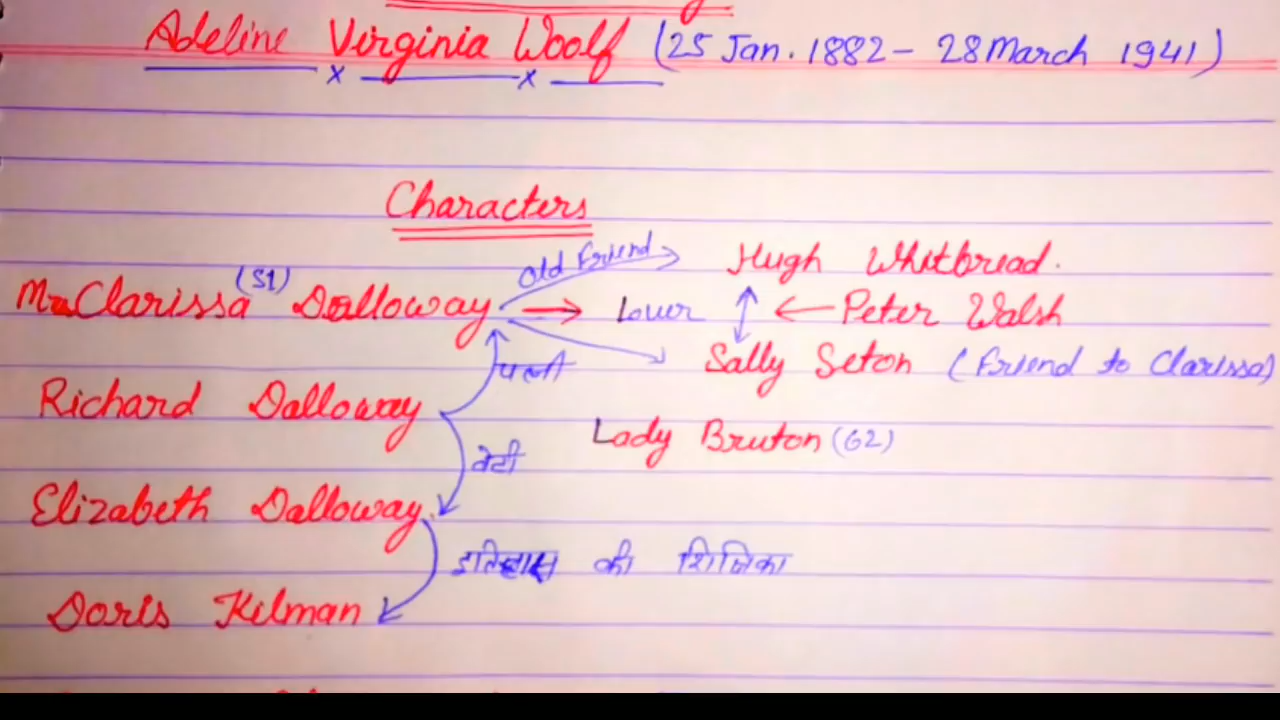 Adeline Virginia Woolf (25 Jan. 1882 - 28 March 1941)
Characters
Old Friend Hugh Whitbread.
Clarissa (51) Dalloway → Lover ← Peter Walsh
पत्नी Sally Seton (Friend to Clarissa)
Richard Dalloway
Lady Bruton (62)
बेटी
Elizabeth Dalloway
इतिहास की शिक्षिका
Doris Kilman